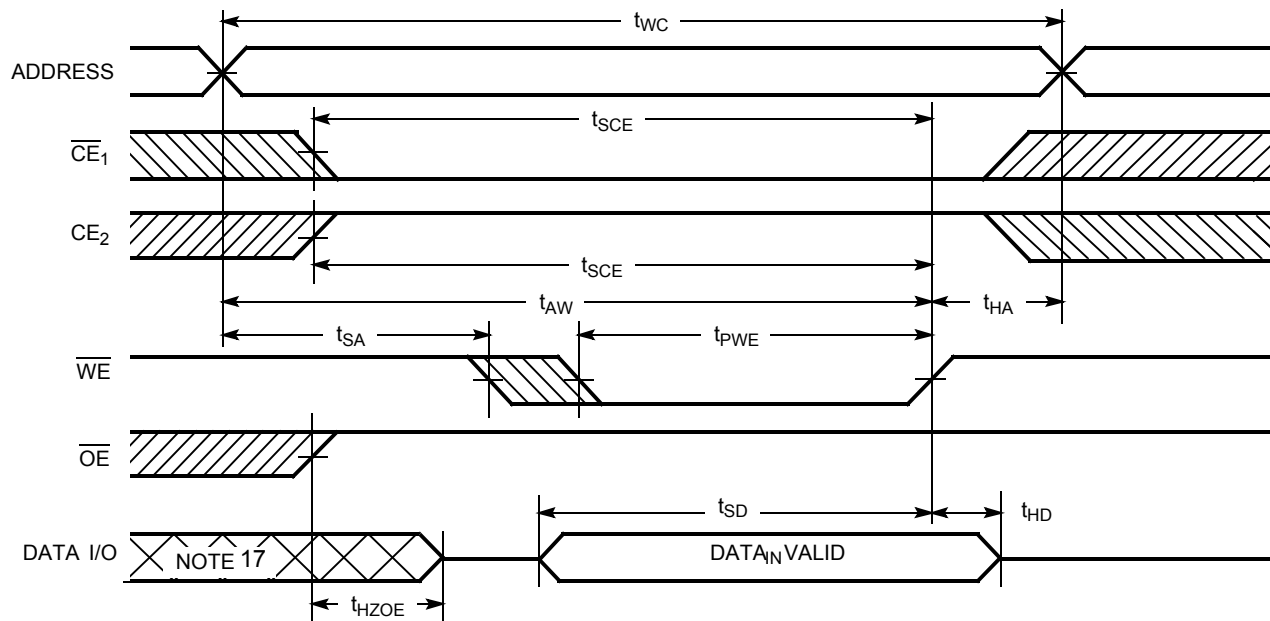 tWC
ADDRESS
tSCE
CE1
CE2
tSCE
tAW
tHA
tSA
tPWE
WE
OE
tSD
tHD
DATA I/O
NOTE 17
DATAIN VALID
tHZOE